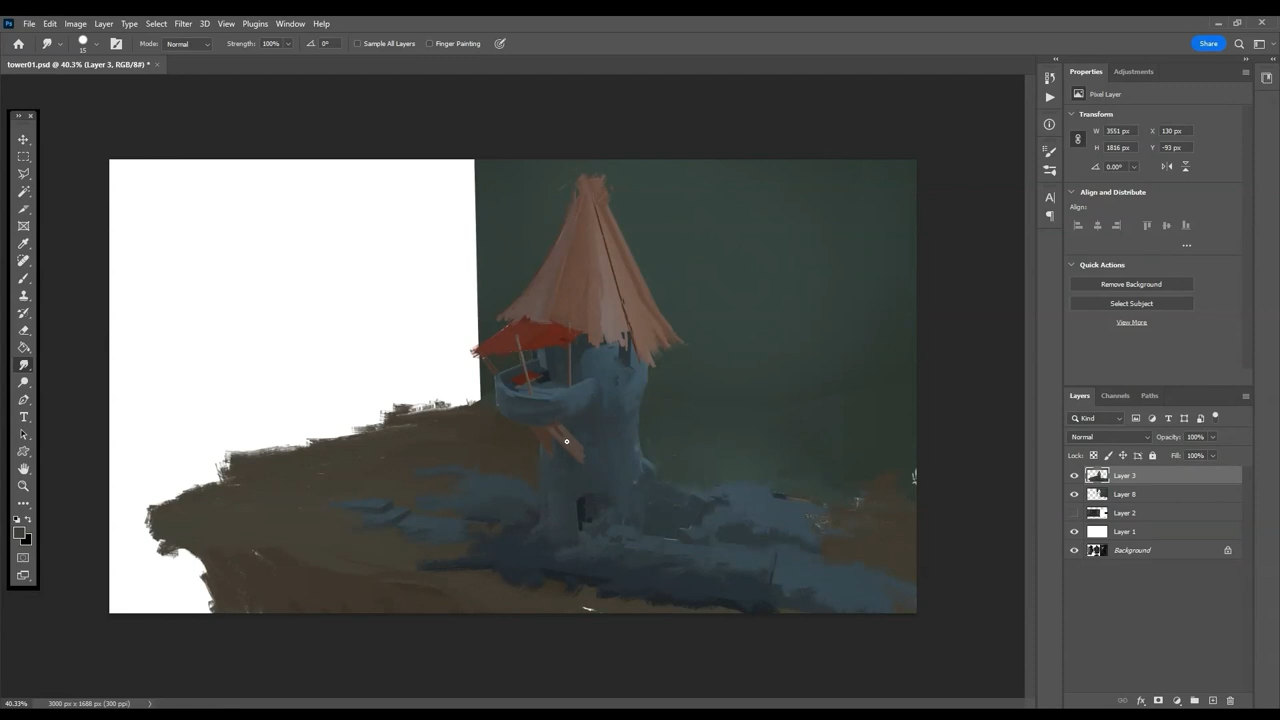 Ps File Edit Image Layer Type Select Filter 3D View Plugins Window Help
15 Mode: Normal Strength: 100% 0° Sample All Layers Finger Painting Share
tower01.psd @ 40.3% (Layer 3, RGB/8#) * ×
Properties Adjustments
Pixel Layer
Transform
W 3551 px X 130 px
H 1816 px Y -93 px
0.00°
Align and Distribute
Align:
Quick Actions
Remove Background
Select Subject
View More
Layers Channels Paths
Kind
Normal Opacity: 100%
Lock: Fill: 100%
Layer 3
Layer 8
Layer 2
Layer 1
Background
40.33% 3000 px x 1688 px (300 ppi)